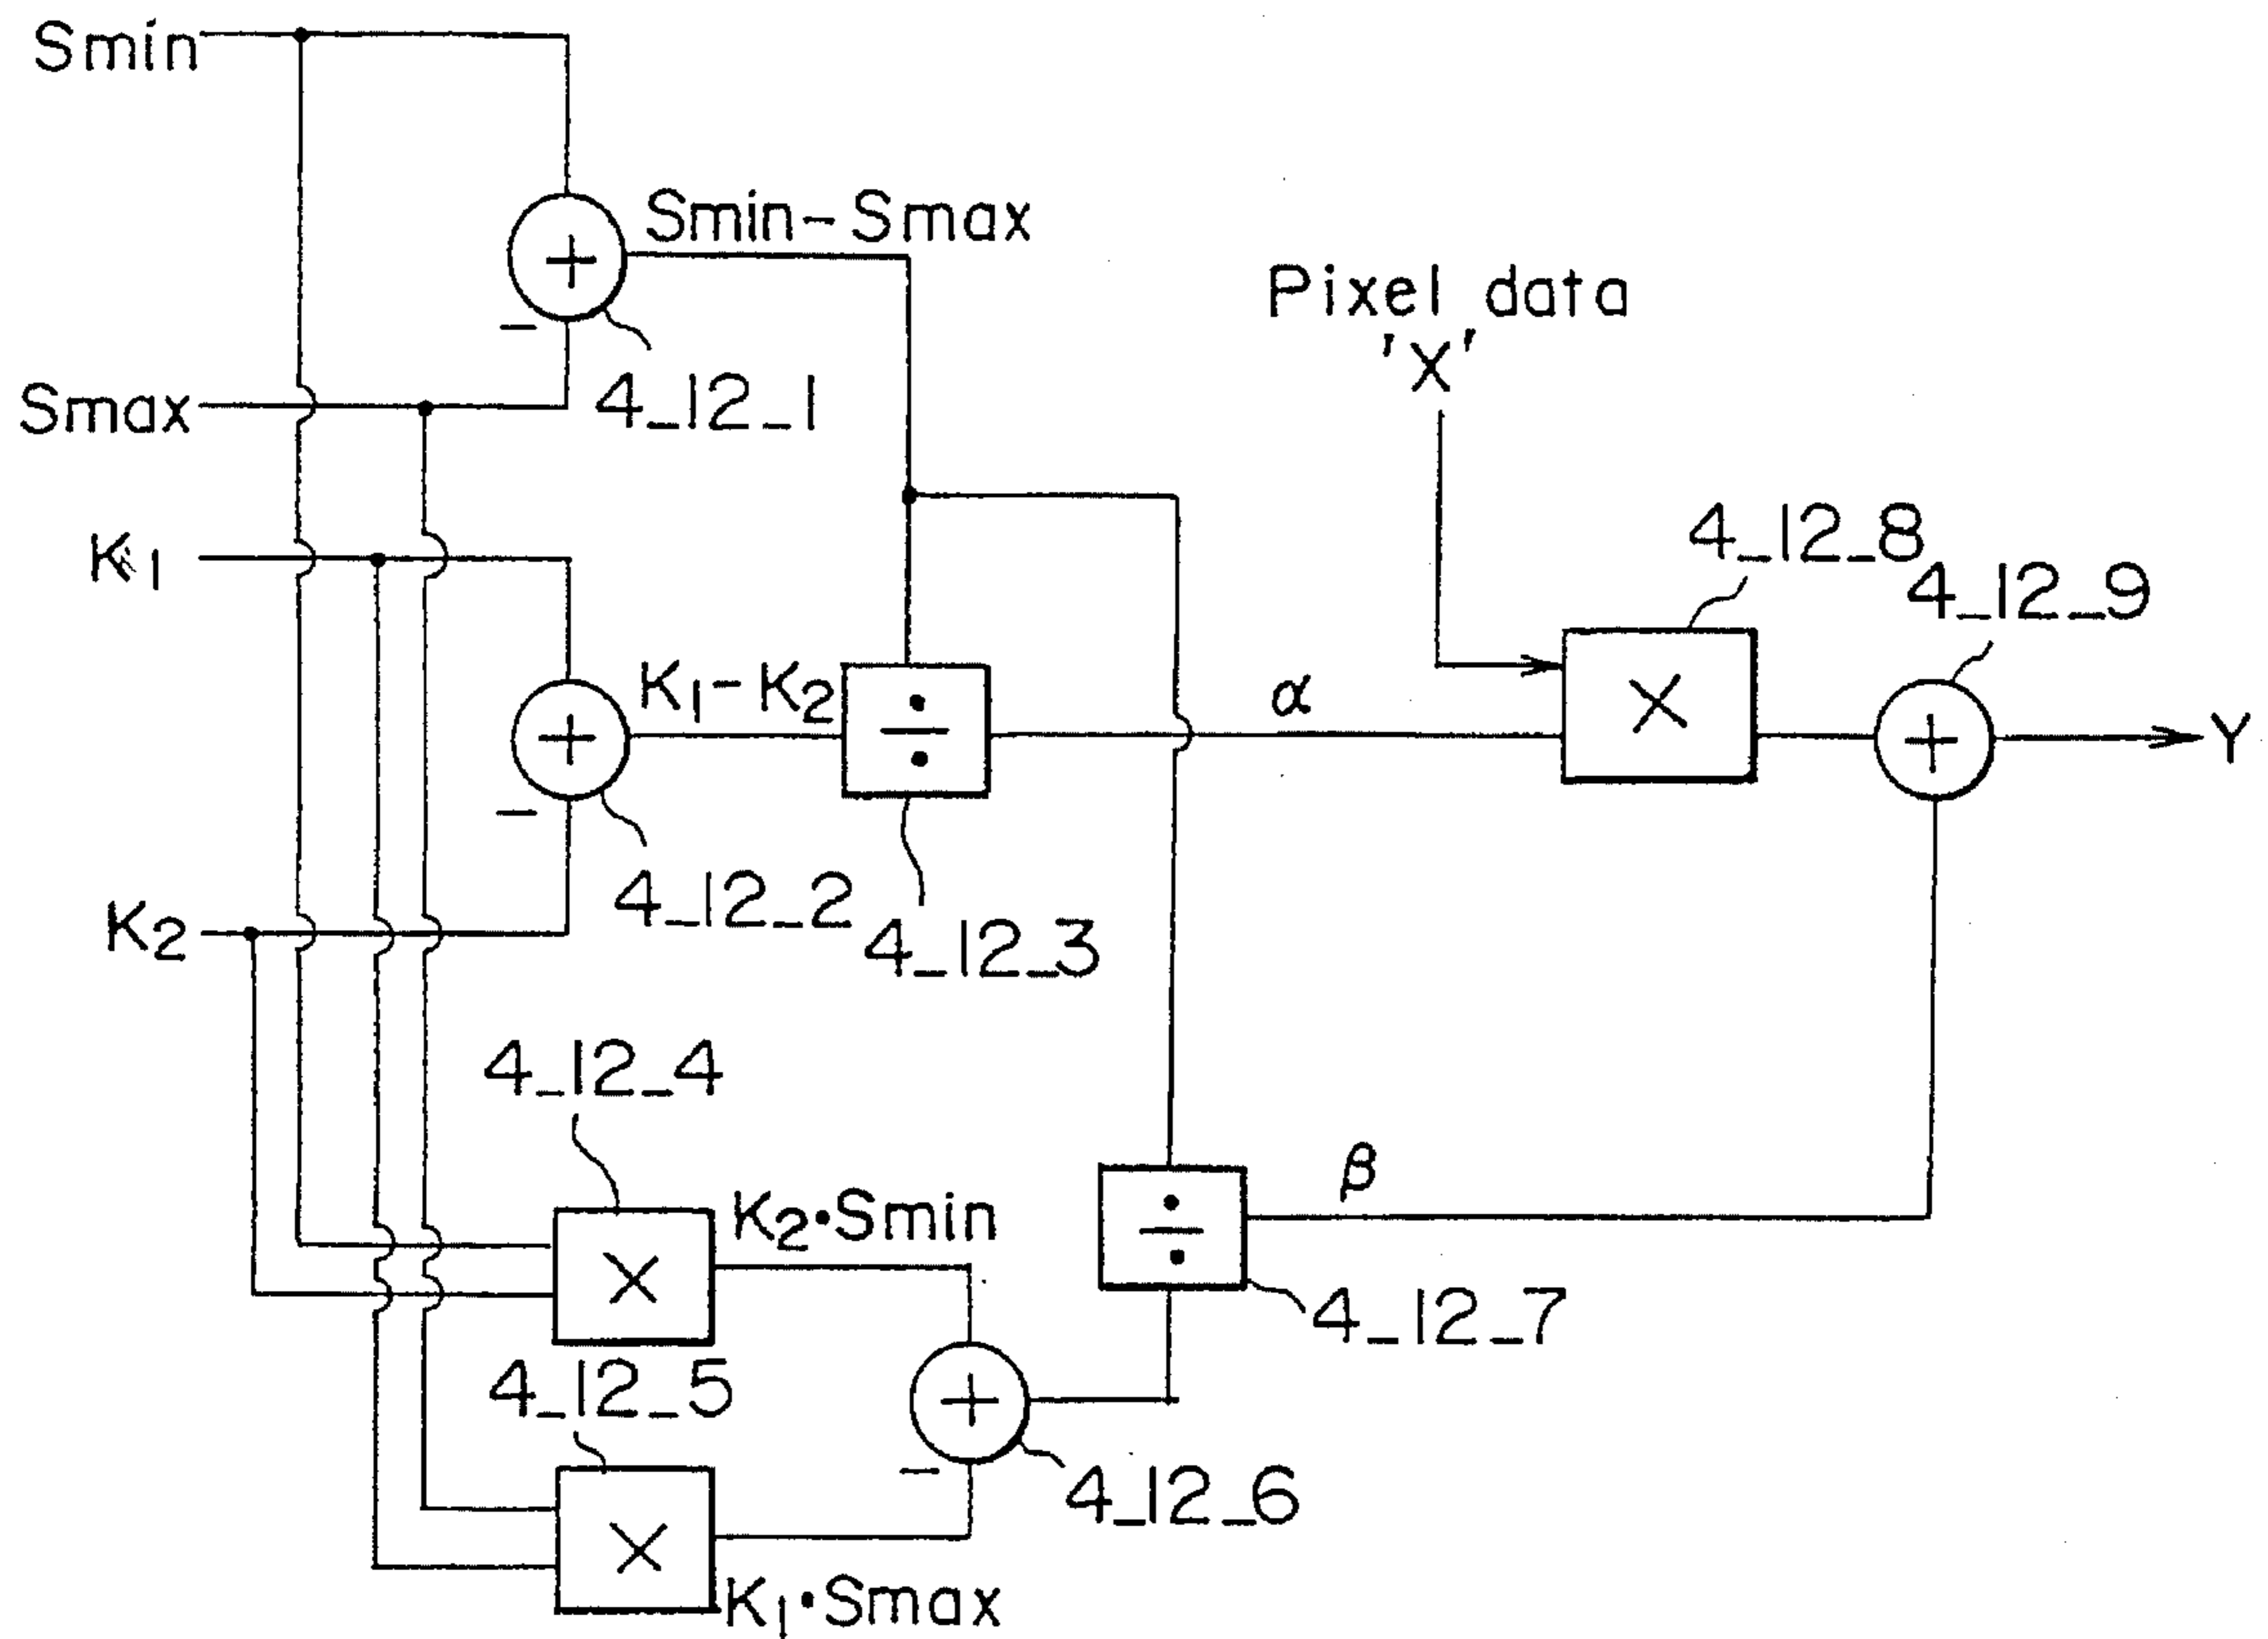 Smin
Smin-Smax
Pixel data
'X'
4_12_1
Smax
4_12_8
K1
4_12_9
K1-K2
α
Y
4_12_2
4_12_3
K2
4_12_4
β
K2·Smin
4_12_7
4_12_5
4_12_6
K1·Smax